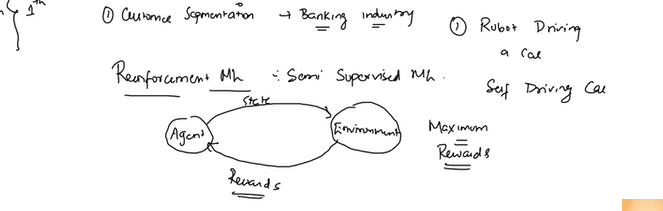 1th
① Customer Segmentation → Banking industry
① Robot Driving
a Car
Self Driving Car
Reinforcement ML : Semi Supervised ML.
State
Agent
Environment
Maximum
Rewards
Rewards